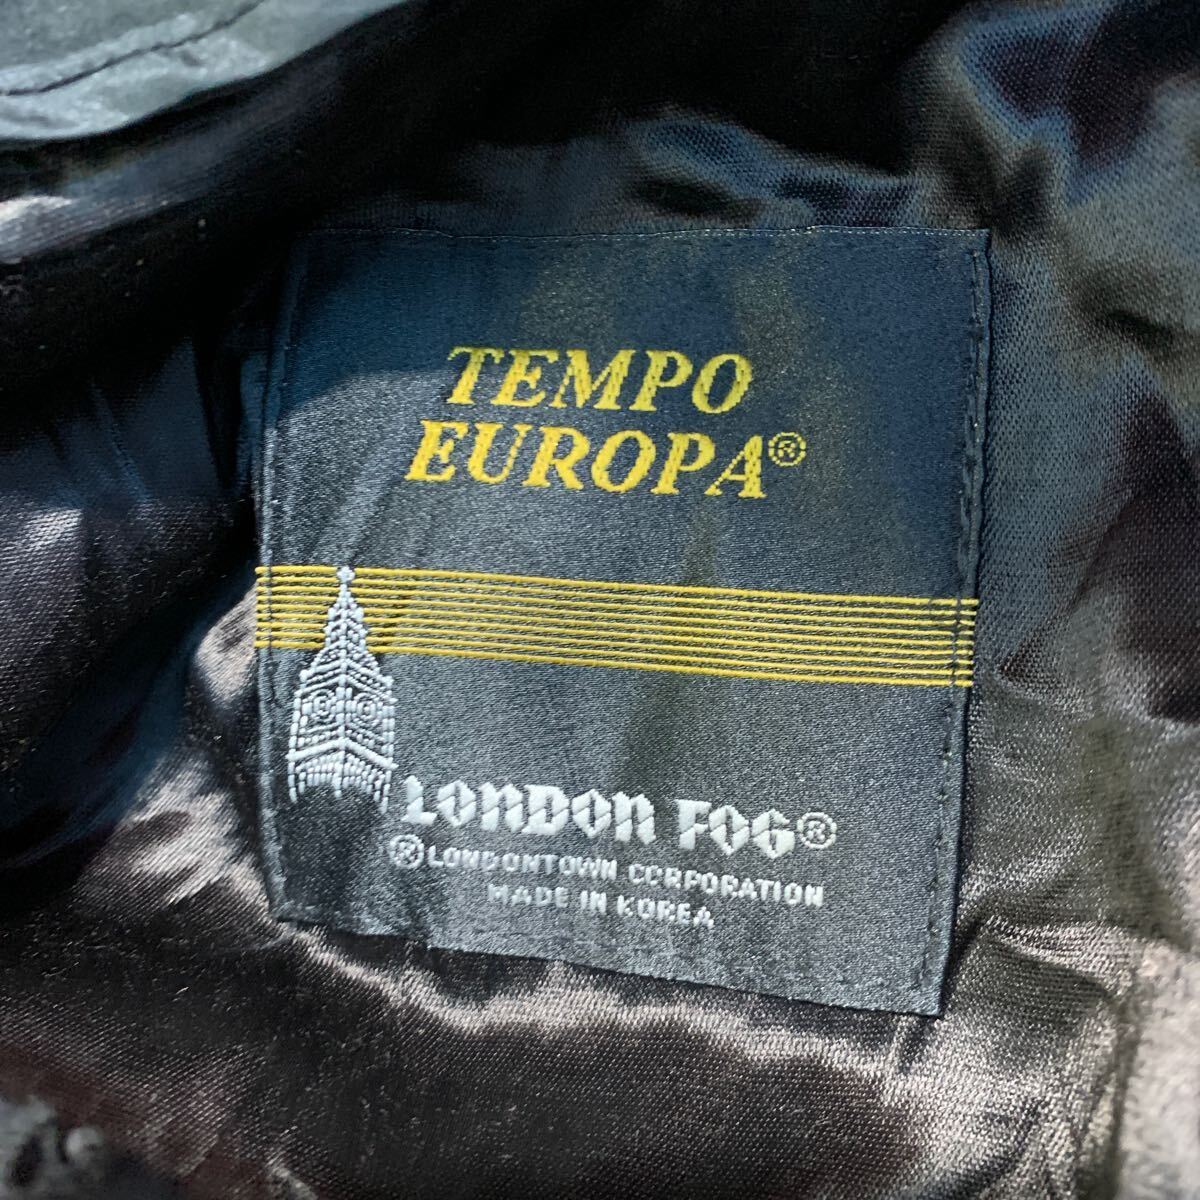 TEMPO
EUROPA®
LONDON FOG®
®LONDONTOWN CORPORATION
MADE IN KOREA